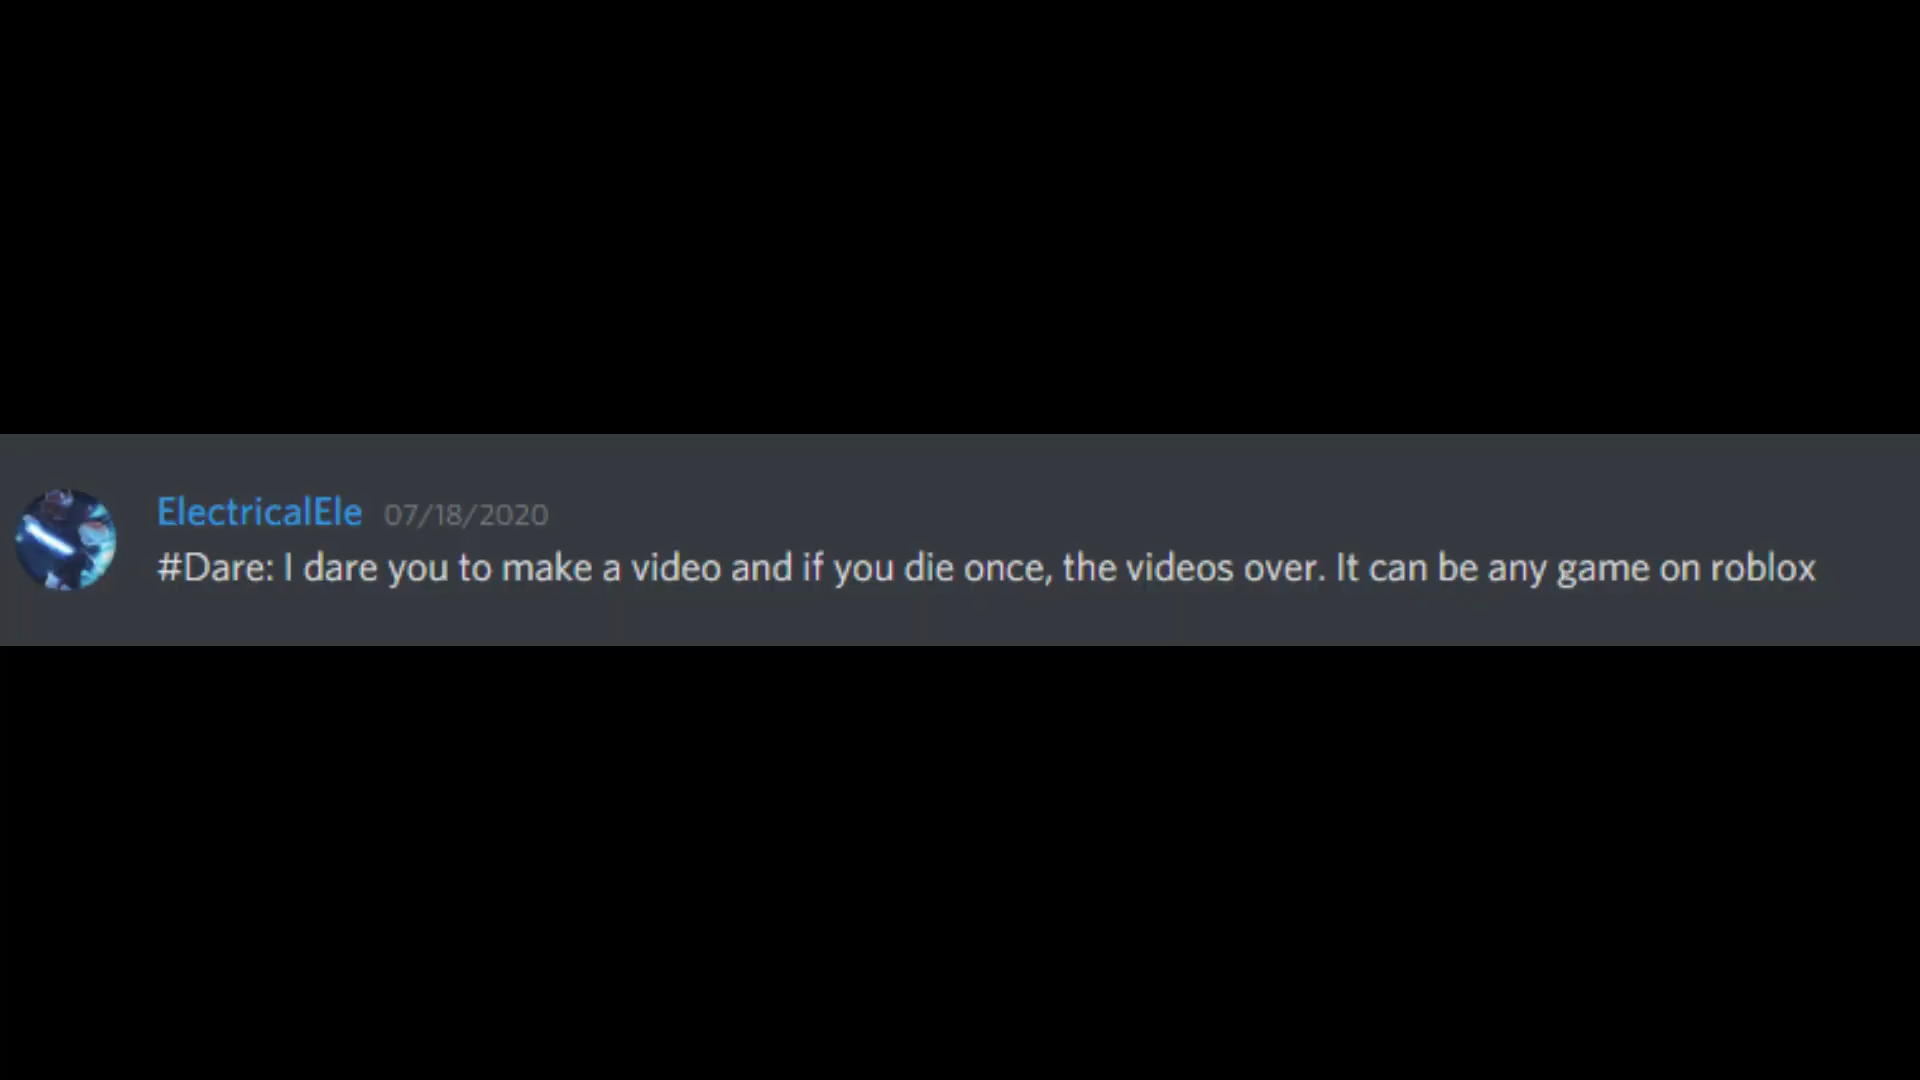 ElectricalEle 07/18/2020
#Dare: I dare you to make a video and if you die once, the videos over. It can be any game on roblox